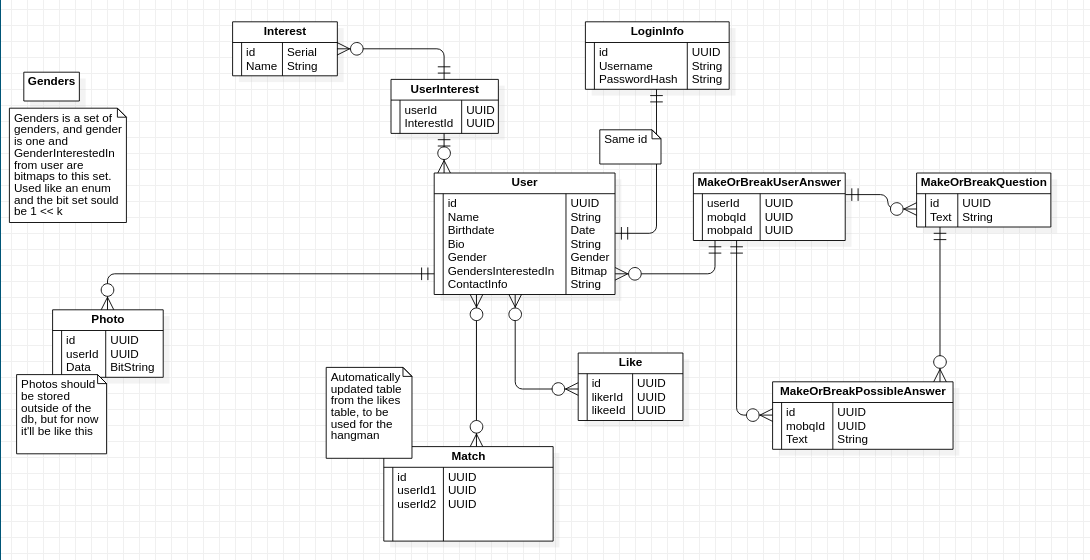 Interest
id Serial
Name String
LoginInfo
id UUID
Username String
PasswordHash String
Genders
Genders is a set of
genders, and gender
is one and
GenderInterestedIn
from user are
bitmaps to this set.
Used like an enum
and the bit set sould
be 1 << k
UserInterest
userId UUID
InterestId UUID
Same id
User
id UUID
Name String
Birthdate Date
Bio String
Gender Gender
GendersInterestedIn Bitmap
ContactInfo String
MakeOrBreakUserAnswer
userId UUID
mobqId UUID
mobpaId UUID
MakeOrBreakQuestion
id UUID
Text String
Photo
id UUID
userId UUID
Data BitString
Photos should
be stored
outside of the
db, but for now
it'll be like this
Automatically
updated table
from the likes
table, to be
used for the
hangman
Like
id UUID
likerId UUID
likeeId UUID
MakeOrBreakPossibleAnswer
id UUID
mobqId UUID
Text String
Match
id UUID
userId1 UUID
userId2 UUID